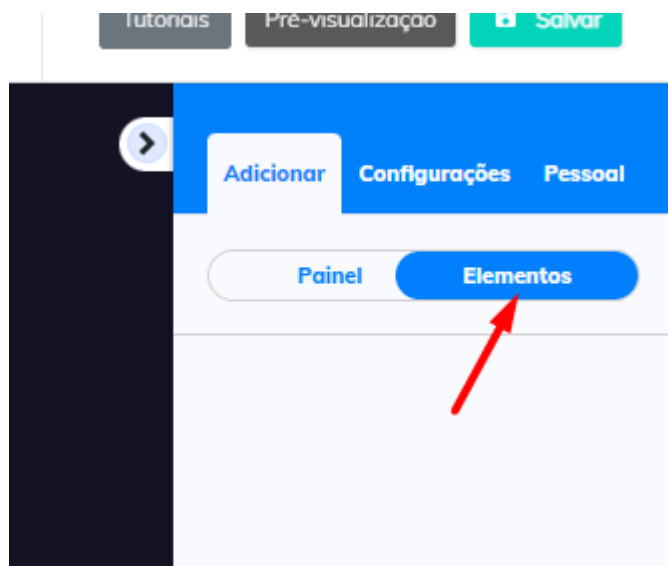 Tutoriais Pré-visualização Salvar
Adicionar Configurações Pessoal
Painel Elementos